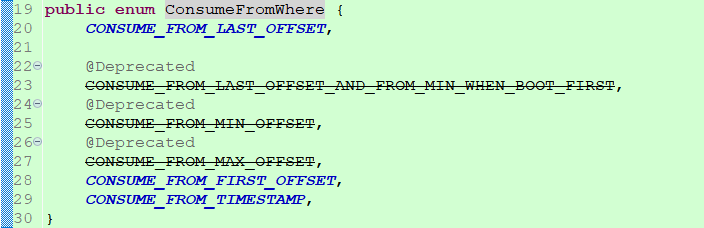 19 public enum ConsumeFromWhere {
20 CONSUME_FROM_LAST_OFFSET,
21
22 @Deprecated
23 CONSUME_FROM_LAST_OFFSET_AND_FROM_MIN_WHEN_BOOT_FIRST,
24 @Deprecated
25 CONSUME_FROM_MIN_OFFSET,
26 @Deprecated
27 CONSUME_FROM_MAX_OFFSET,
28 CONSUME_FROM_FIRST_OFFSET,
29 CONSUME_FROM_TIMESTAMP,
30 }